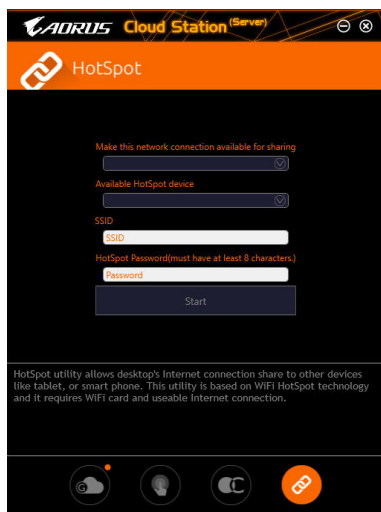 AORUS Cloud Station (Server)
HotSpot
Make this network connection available for sharing
Available HotSpot device
SSID
SSID
HotSpot Password(must have at least 8 characters.)
Password
Start
HotSpot utility allows desktop's Internet connection share to other devices
like tablet, or smart phone. This utility is based on WiFi HotSpot technology
and it requires WiFi card and useable Internet connection.
G